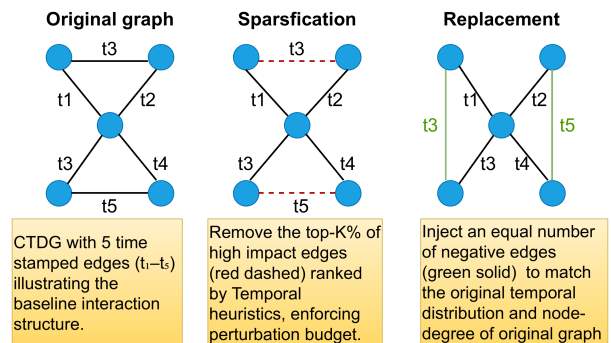 Original graph
Sparsfication
Replacement
t3
t1
t2
t3
t4
t5
t3
t1
t2
t3
t4
t5
t1
t2
t3
t5
t3
t4
CTDG with 5 time
stamped edges (t₁–t₅)
illustrating the
baseline interaction
structure.
Remove the top-K% of
high impact edges
(red dashed) ranked
by Temporal
heuristics, enforcing
perturbation budget.
Inject an equal number
of negative edges
(green solid) to match
the original temporal
distribution and node-
degree of original graph